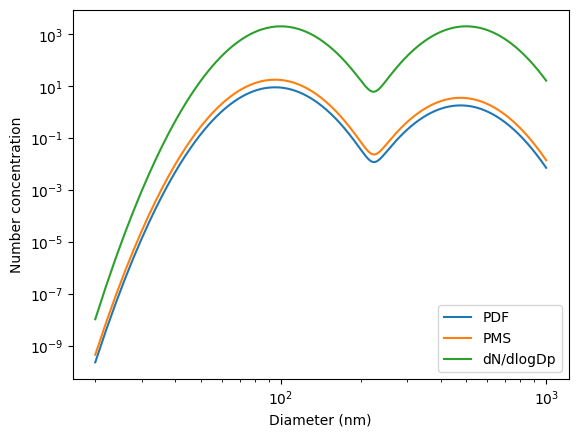 Number concentration
10³
10¹
10⁻¹
10⁻³
10⁻⁵
10⁻⁷
10⁻⁹
PDF
PMS
dN/dlogDp
10²
10³
Diameter (nm)